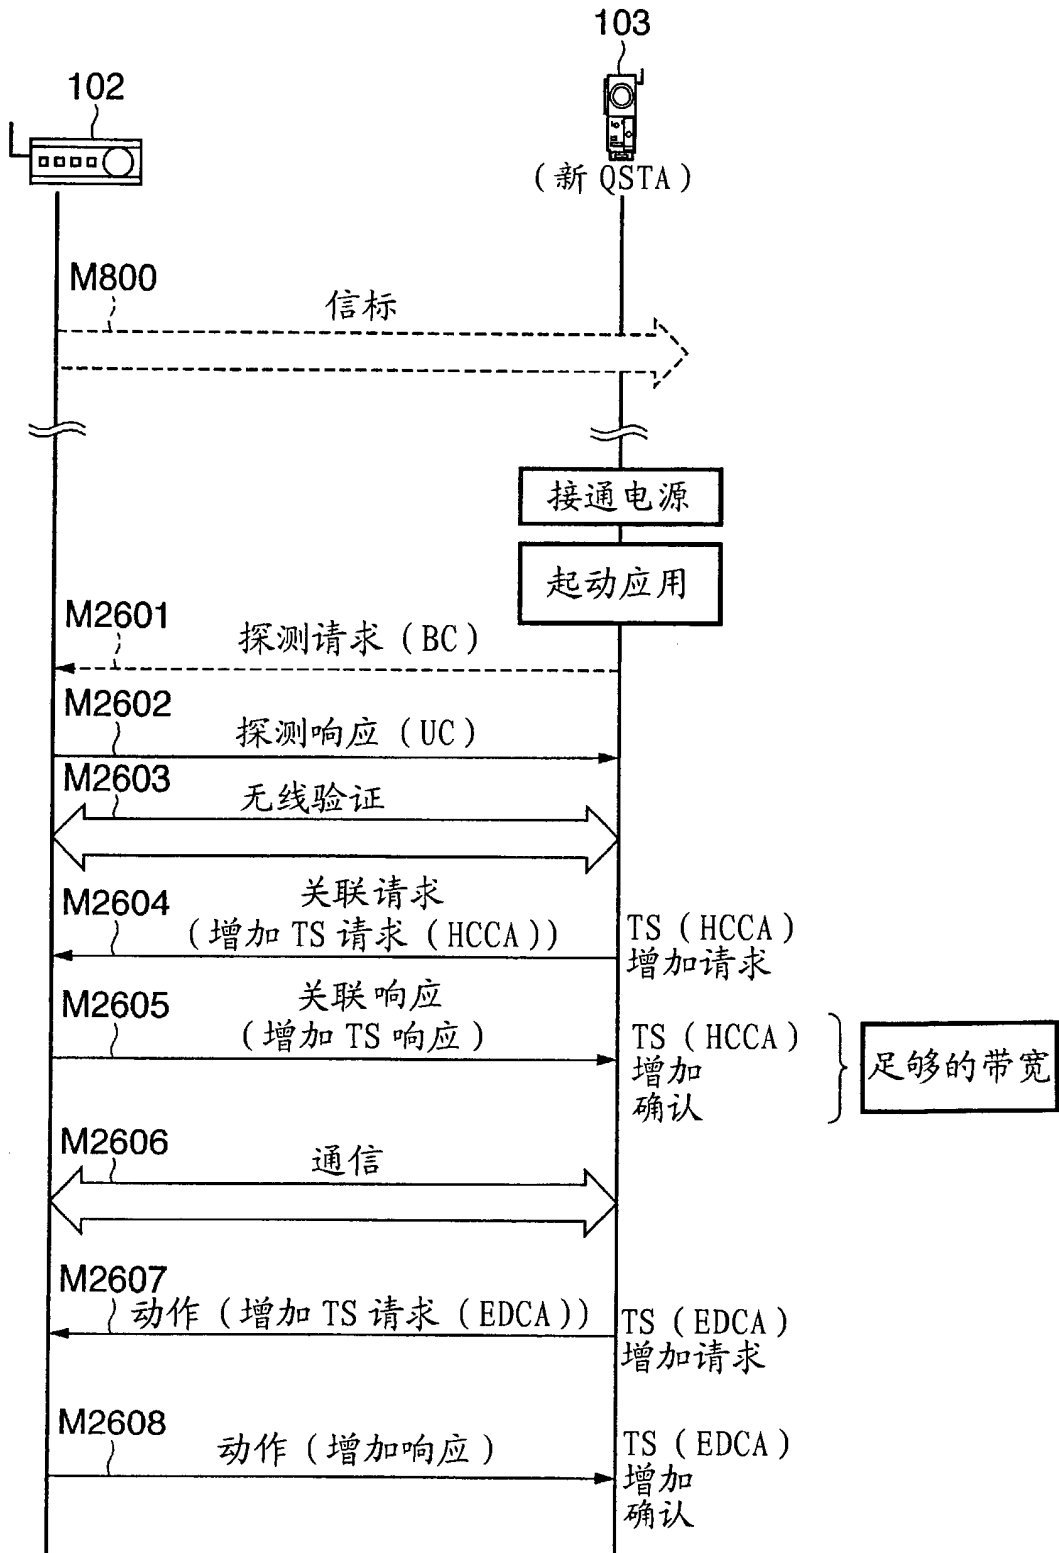 103
102
(新QSTA)
M800
信标
接通电源
起动应用
M2601
探测请求(BC)
M2602
探测响应(UC)
M2603
无线验证
M2604
关联请求
(增加 TS 请求(HCCA))
TS(HCCA)
增加请求
M2605
关联响应
(增加 TS 响应)
TS(HCCA)
增加
确认
足够的带宽
M2606
通信
M2607
动作(增加 TS 请求(EDCA))
TS(EDCA)
增加请求
M2608
动作(增加响应)
TS(EDCA)
增加
确认